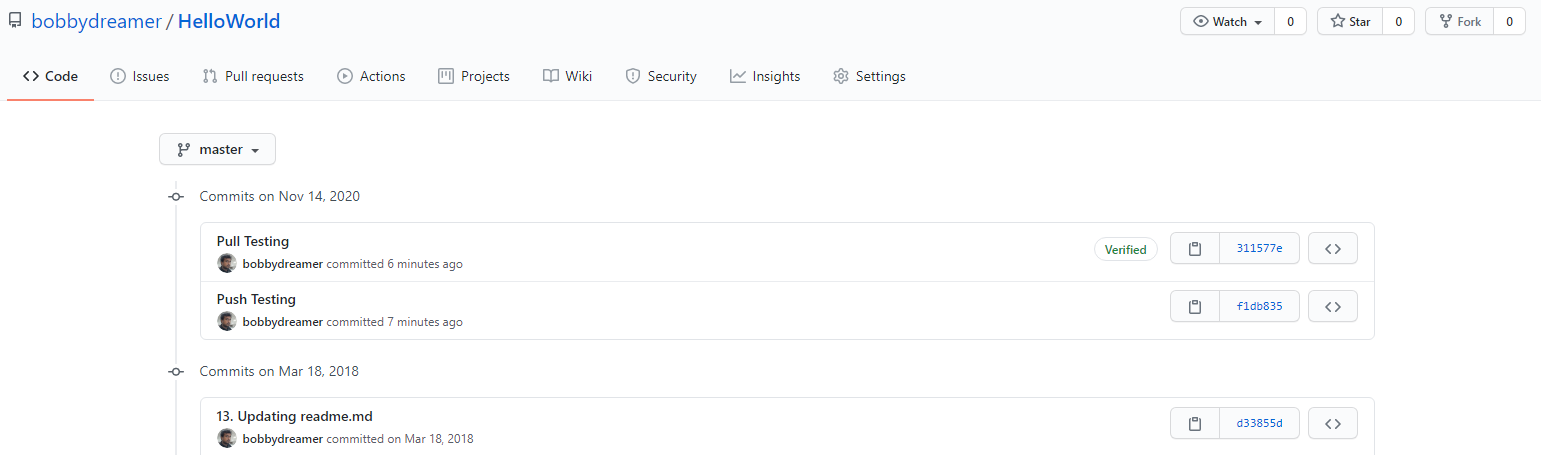 bobbydreamer / HelloWorld Watch 0 Star 0 Fork 0
Code Issues Pull requests Actions Projects Wiki Security Insights Settings
master
Commits on Nov 14, 2020
Pull Testing
bobbydreamer committed 6 minutes ago Verified 311577e
Push Testing
bobbydreamer committed 7 minutes ago f1db835
Commits on Mar 18, 2018
13. Updating readme.md
bobbydreamer committed on Mar 18, 2018 d33855d